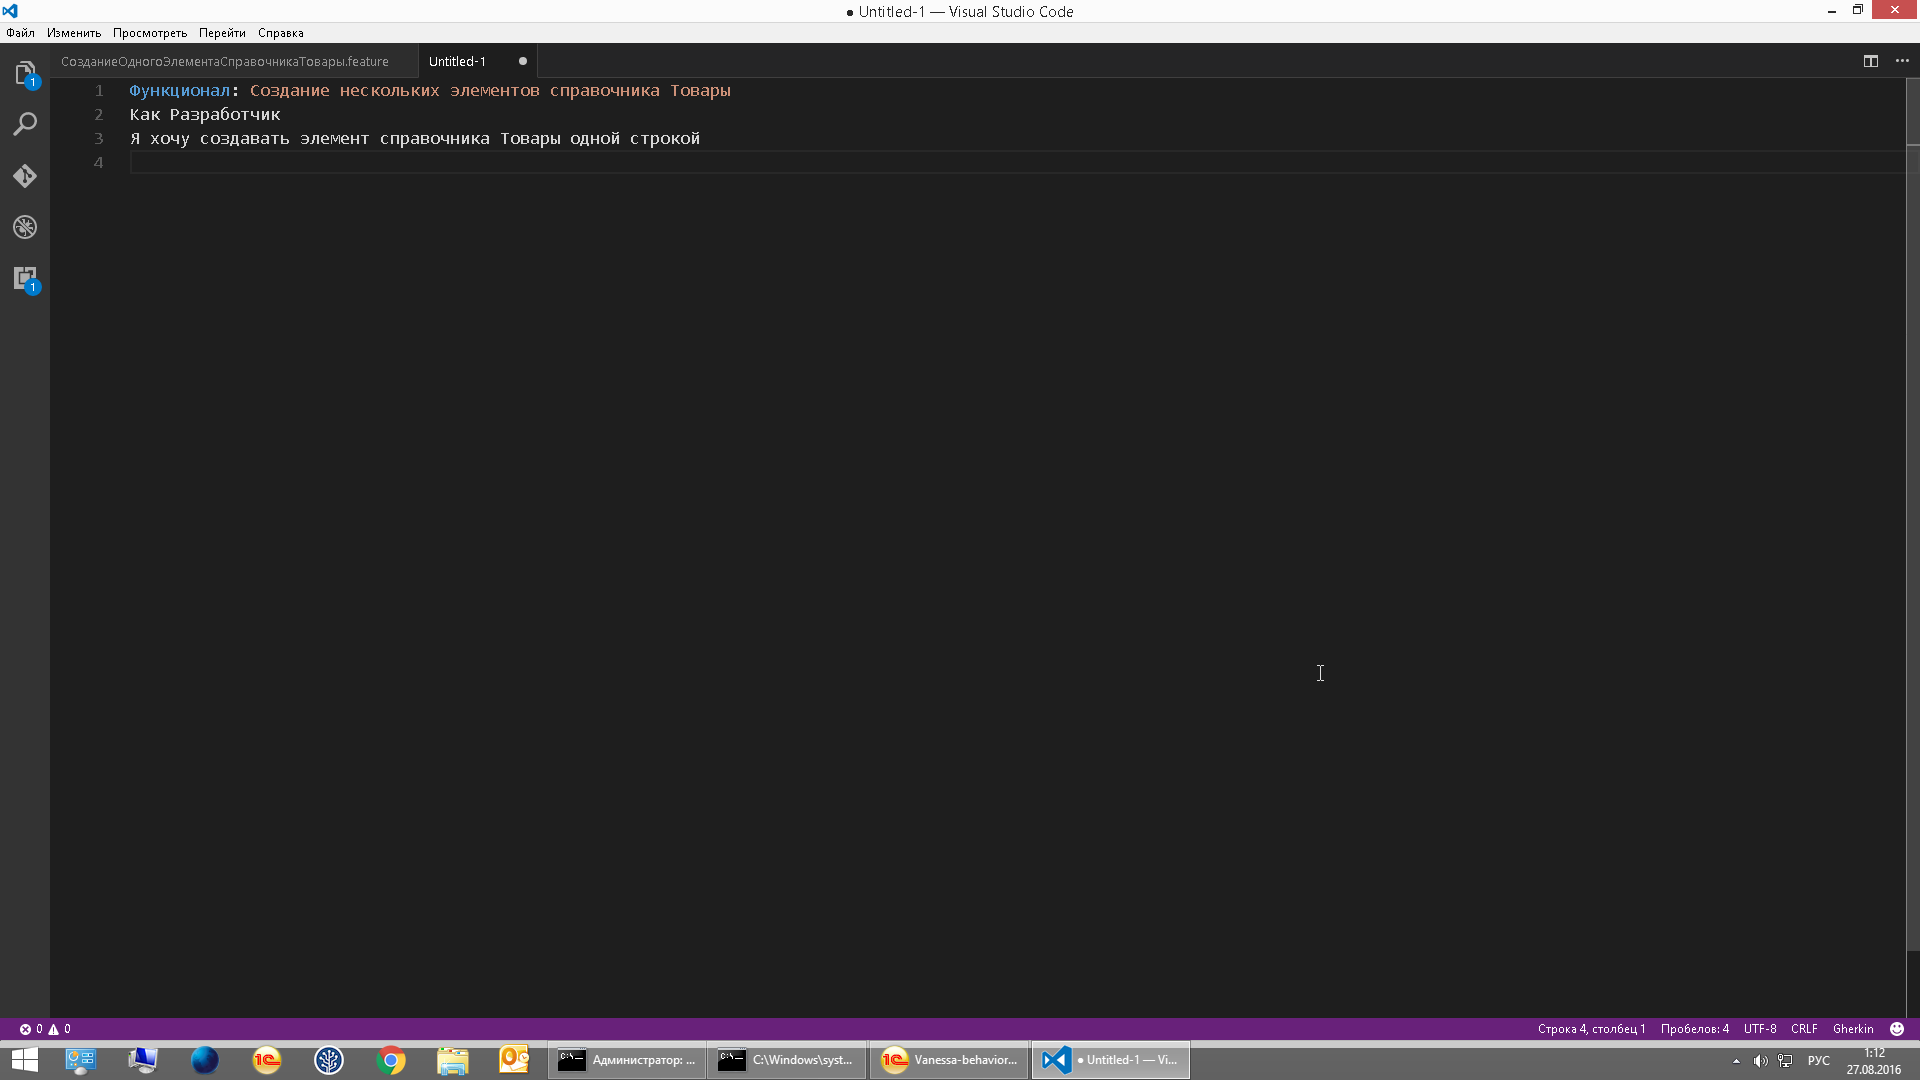 ● Untitled-1 — Visual Studio Code
Файл Изменить Просмотреть Перейти Справка
СозданиеОдногоЭлементаСправочникаТовары.feature Untitled-1
1 Функционал: Создание нескольких элементов справочника Товары
2 Как Разработчик
3 Я хочу создавать элемент справочника Товары одной строкой
4
1
1
0 0 Строка 4, столбец 1 Пробелов: 4 UTF-8 CRLF Gherkin
Администратор: ... C:\Windows\syst... Vanessa-behavior... ● Untitled-1 — Vi... РУС 1:12
27.08.2016